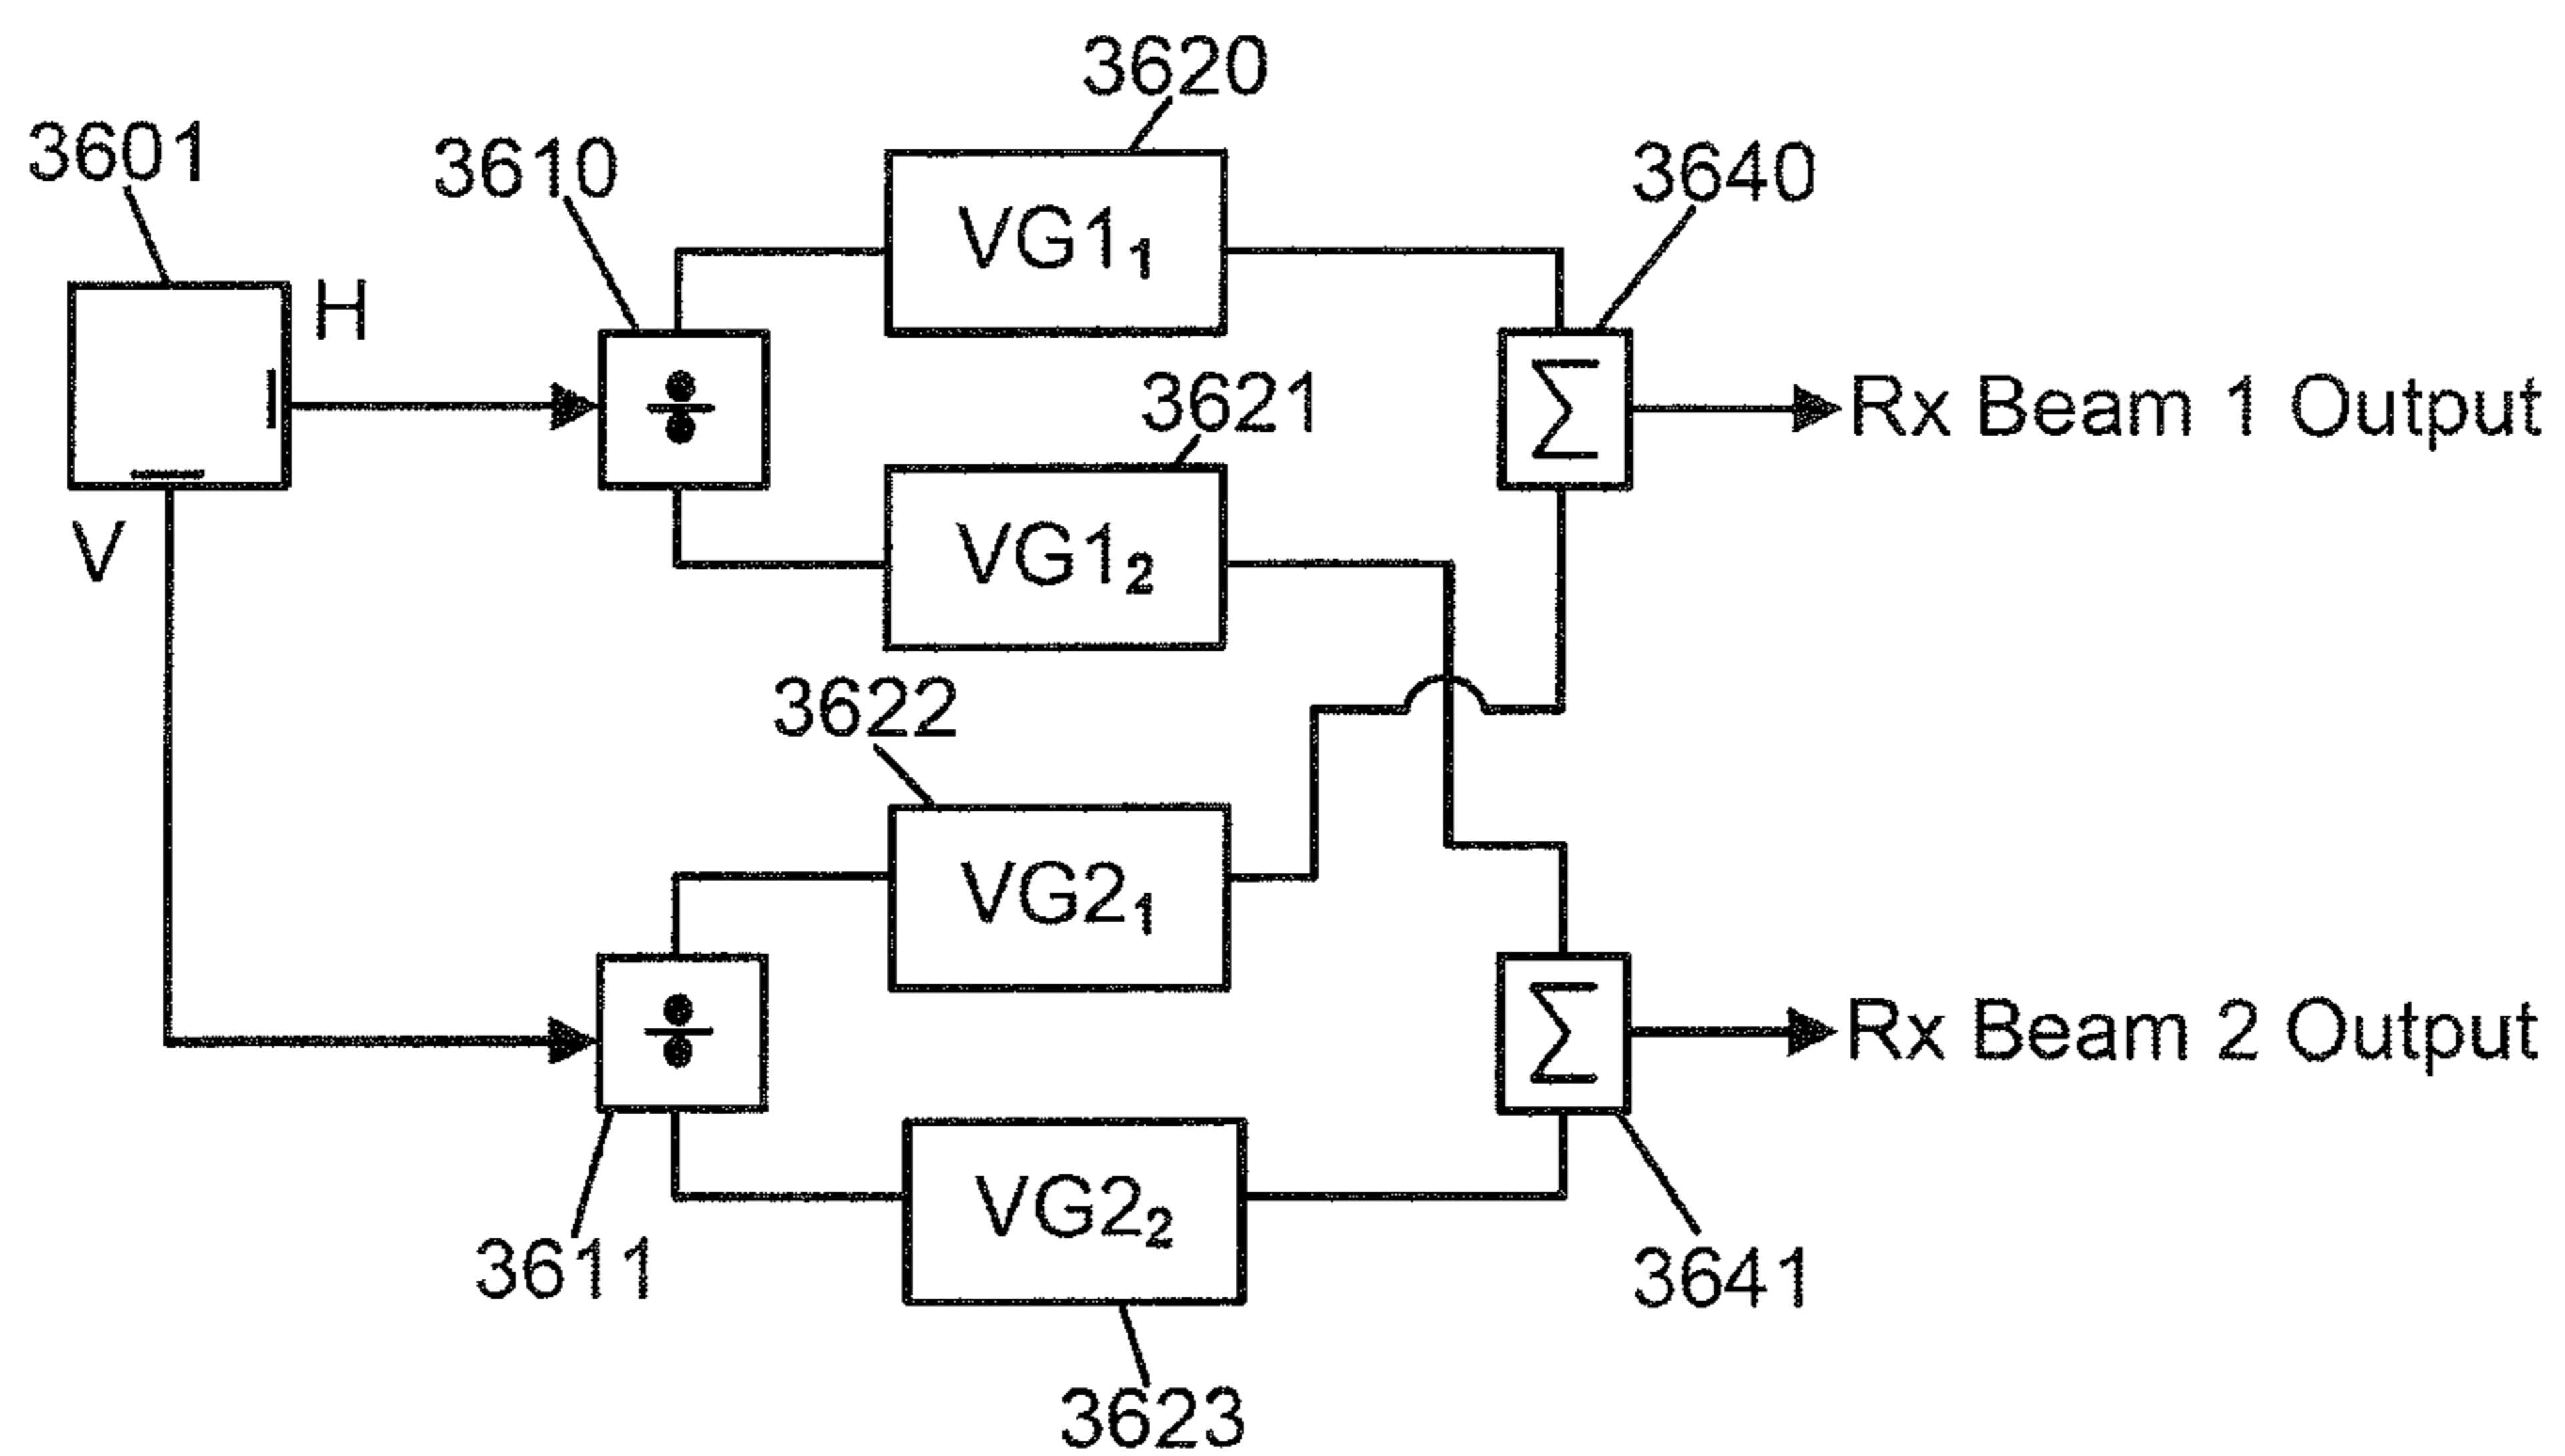 3620
3601
3610
3640
VG1₁
H
÷
Σ
Rx Beam 1 Output
3621
V
VG1₂
3622
VG2₁
÷
Σ
Rx Beam 2 Output
VG2₂
3611
3641
3623